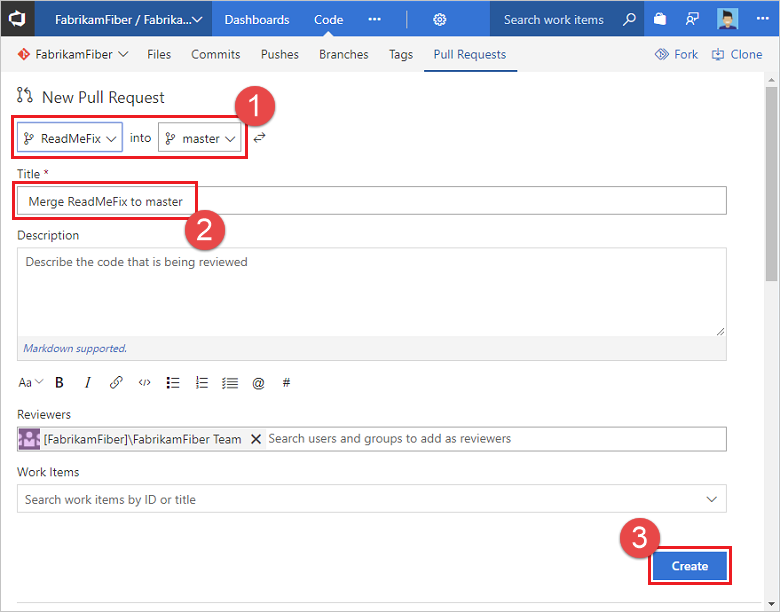 FabrikamFiber / Fabrika... Dashboards Code ... Search work items ...
FabrikamFiber Files Commits Pushes Branches Tags Pull Requests Fork Clone
New Pull Request
1
ReadMeFix into master
Title *
Merge ReadMeFix to master
2
Description
Describe the code that is being reviewed
Markdown supported.
Aa B I </> @ #
Reviewers
[FabrikamFiber]\FabrikamFiber Team Search users and groups to add as reviewers
Work Items
Search work items by ID or title
3
Create